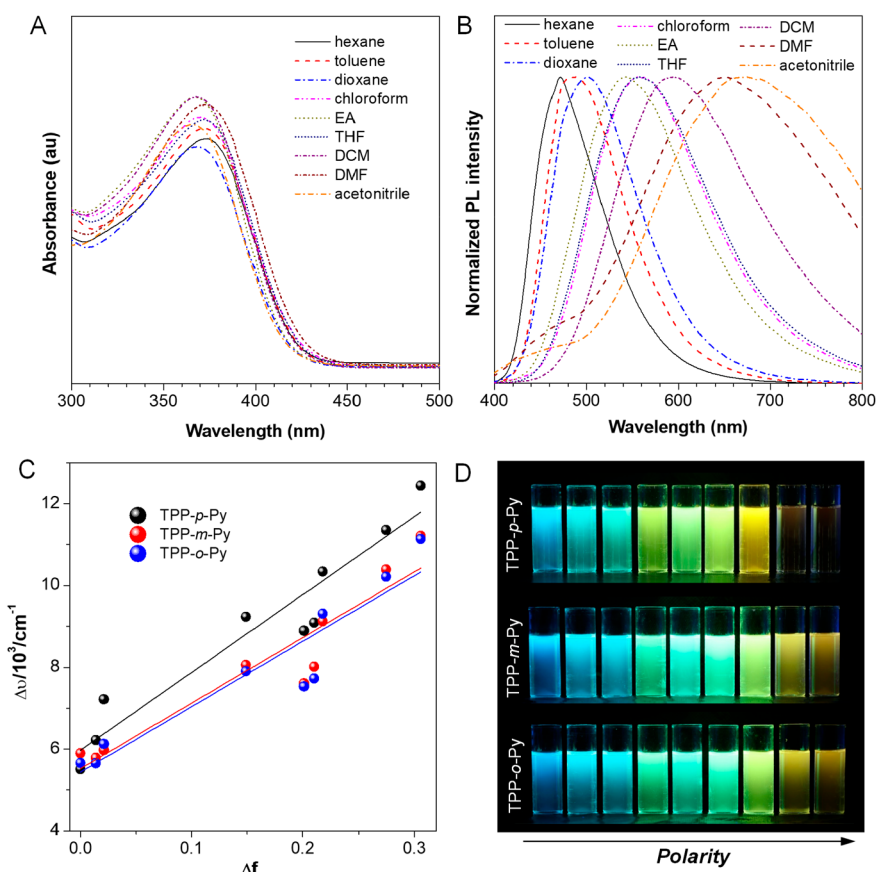 A
hexane
toluene
dioxane
chloroform
EA
THF
DCM
DMF
acetonitrile
Absorbance (au)
300 350 400 450 500
Wavelength (nm)
B
hexane
toluene
dioxane
chloroform
EA
THF
DCM
DMF
acetonitrile
Normalized PL intensity
400 500 600 700 800
Wavelength (nm)
C
TPP-p-Py
TPP-m-Py
TPP-o-Py
Δυ/10³/cm⁻¹
12
10
8
6
4
0.0 0.1 0.2 0.3
Δf
D
TPP-p-Py
TPP-m-Py
TPP-o-Py
Polarity